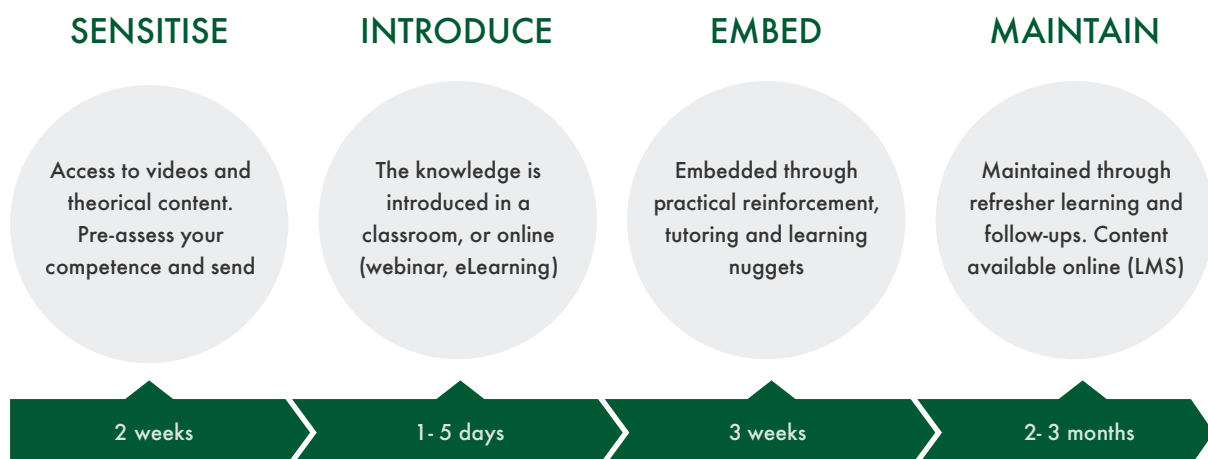 SENSITISE
INTRODUCE
EMBED
MAINTAIN
Access to videos and
theorical content.
Pre-assess your
competence and send
The knowledge is
introduced in a
classroom, or online
(webinar, eLearning)
Embedded through
practical reinforcement,
tutoring and learning
nuggets
Maintained through
refresher learning and
follow-ups. Content
available online (LMS)
2 weeks
1- 5 days
3 weeks
2- 3 months